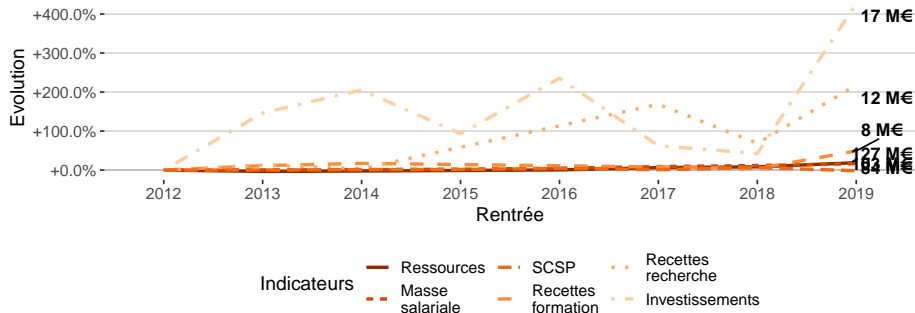 +400.0%
+300.0%
+200.0%
+100.0%
+0.0%
Evolution
17 M€
12 M€
8 M€
127 M€
84 M€
2012 2013 2014 2015 2016 2017 2018 2019
Rentrée
Indicateurs
Ressources
Masse
salariale
SCSP
Recettes
formation
Recettes
recherche
Investissements